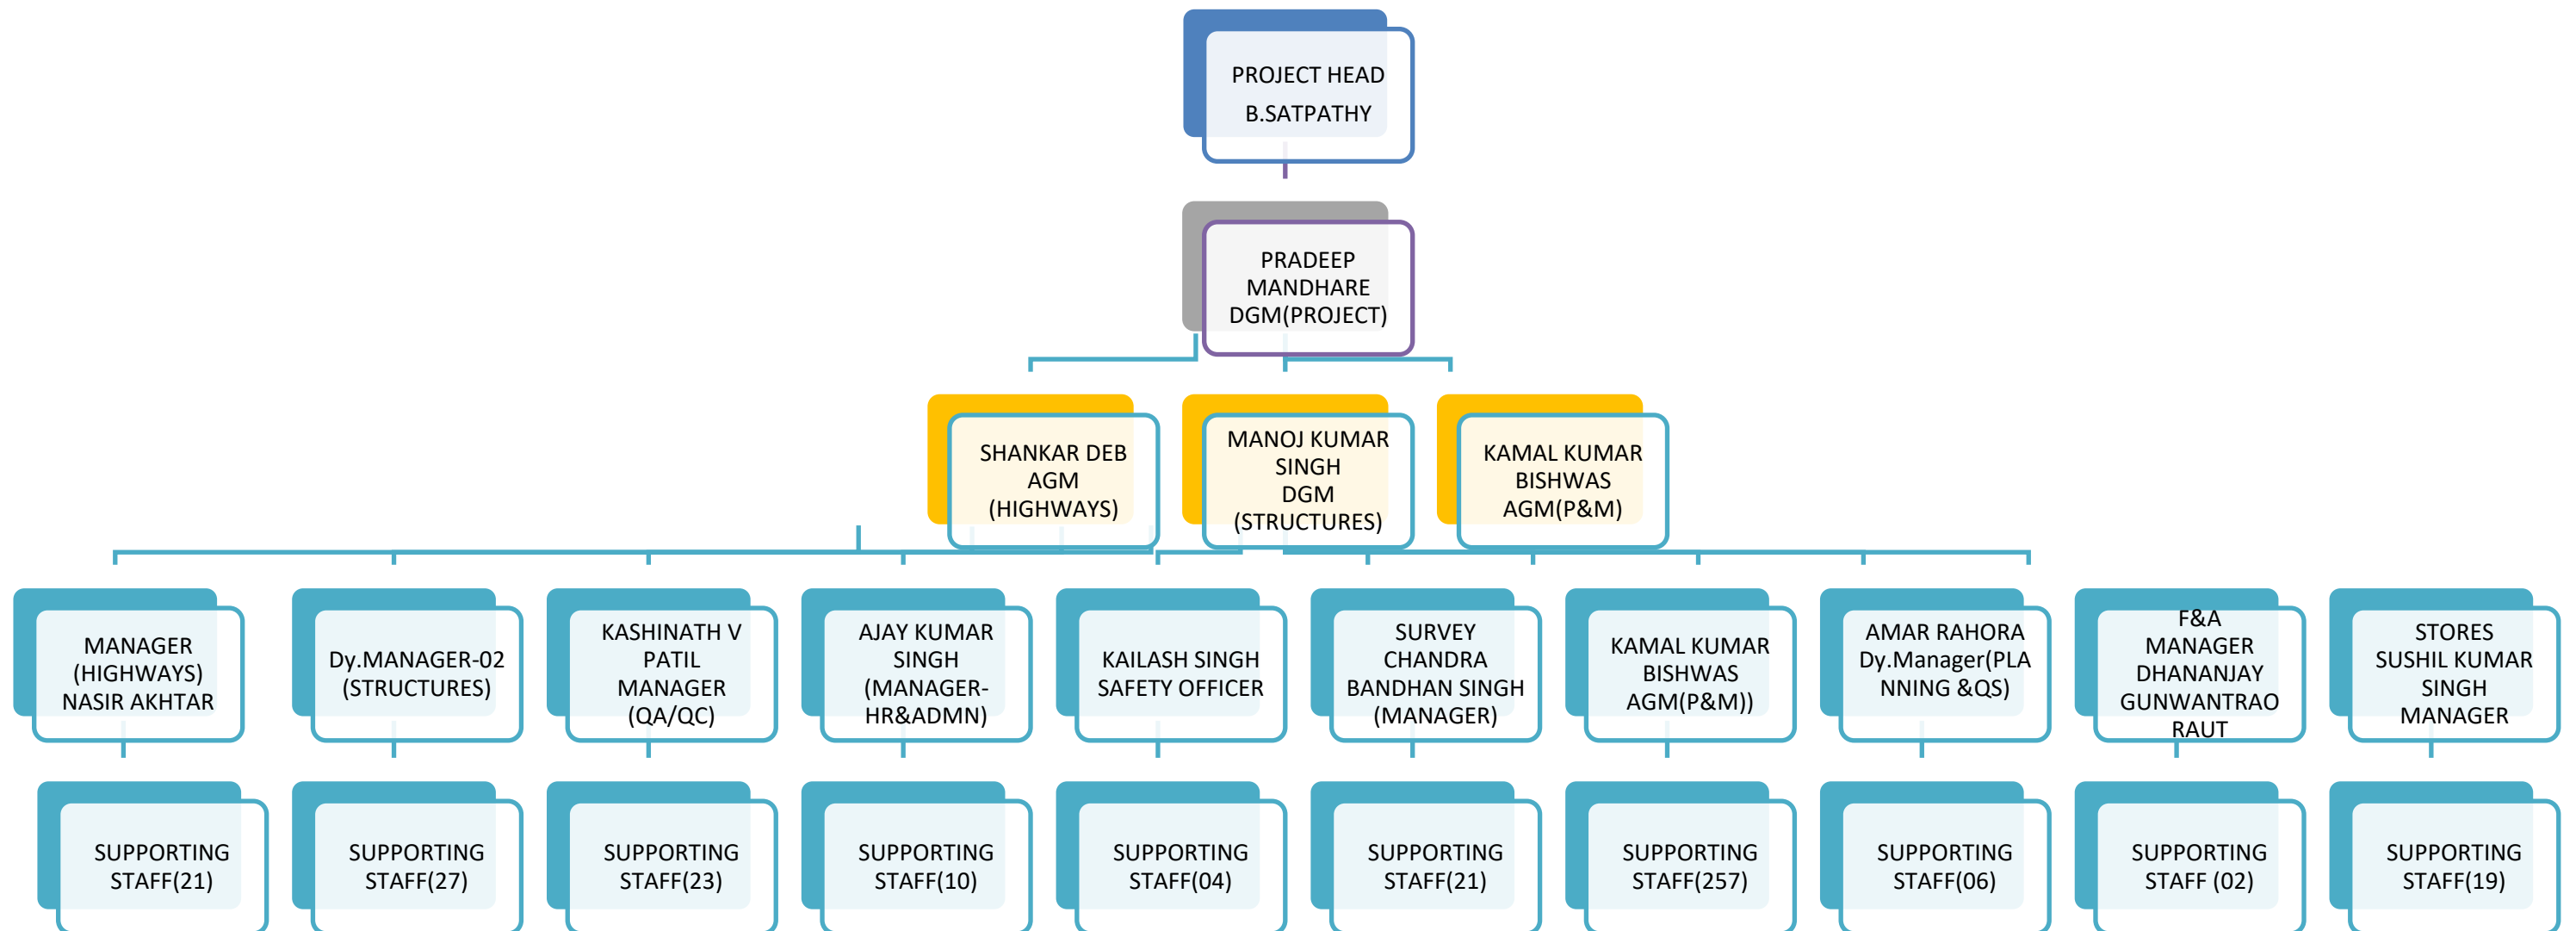 PROJECT HEAD
B.SATPATHY
PRADEEP
MANDHARE
DGM(PROJECT)
SHANKAR DEB
AGM
(HIGHWAYS)
MANOJ KUMAR
SINGH
DGM
(STRUCTURES)
KAMAL KUMAR
BISHWAS
AGM(P&M)
MANAGER
(HIGHWAYS)
NASIR AKHTAR
Dy.MANAGER-02
(STRUCTURES)
KASHINATH V
PATIL
MANAGER
(QA/QC)
AJAY KUMAR
SINGH
(MANAGER-
HR&ADMN)
KAILASH SINGH
SAFETY OFFICER
SURVEY
CHANDRA
BANDHAN SINGH
(MANAGER)
KAMAL KUMAR
BISHWAS
AGM(P&M))
AMAR RAHORA
Dy.Manager(PLA
NNING &QS)
F&A
MANAGER
DHANANJAY
GUNWANTRAO
RAUT
STORES
SUSHIL KUMAR
SINGH
MANAGER
SUPPORTING
STAFF(21)
SUPPORTING
STAFF(27)
SUPPORTING
STAFF(23)
SUPPORTING
STAFF(10)
SUPPORTING
STAFF(04)
SUPPORTING
STAFF(21)
SUPPORTING
STAFF(257)
SUPPORTING
STAFF(06)
SUPPORTING
STAFF (02)
SUPPORTING
STAFF(19)